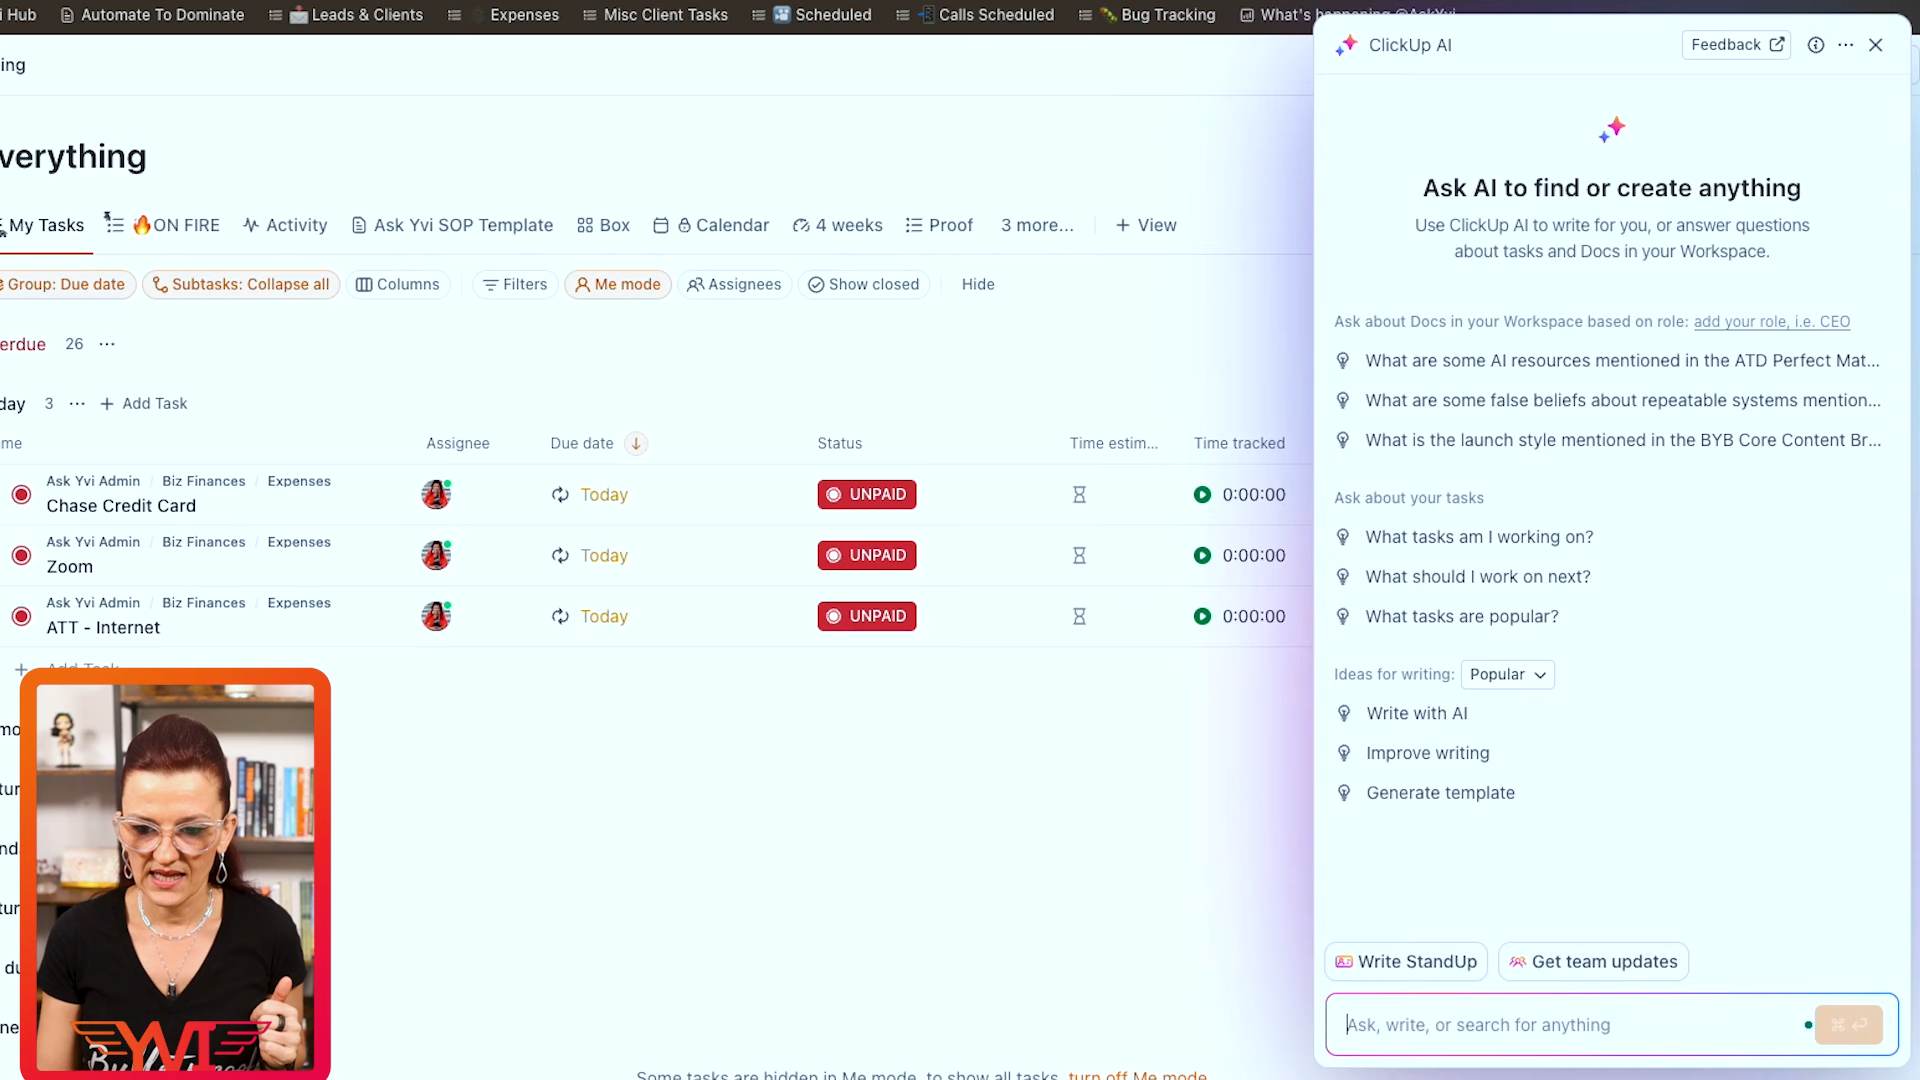 i Hub Automate To Dominate Leads & Clients Expenses Misc Client Tasks Scheduled Calls Scheduled Bug Tracking What's happening @AskYvi
ing
verything
My Tasks ON FIRE Activity Ask Yvi SOP Template Box Calendar 4 weeks Proof 3 more... + View
Group: Due date Subtasks: Collapse all Columns Filters Me mode Assignees Show closed Hide
erdue 26 ...
day 3 ... + Add Task
me Assignee Due date Status Time estim... Time tracked
Ask Yvi Admin / Biz Finances / Expenses
Chase Credit Card Today UNPAID 0:00:00
Ask Yvi Admin / Biz Finances / Expenses
Zoom Today UNPAID 0:00:00
Ask Yvi Admin / Biz Finances / Expenses
ATT - Internet Today UNPAID 0:00:00
+ Add Task
mo
tur
nda
tur
du
ne
YVI
Some tasks are hidden in Me mode, to show all tasks, turn off Me mode
ClickUp AI Feedback
Ask AI to find or create anything
Use ClickUp AI to write for you, or answer questions
about tasks and Docs in your Workspace.
Ask about Docs in your Workspace based on role: add your role, i.e. CEO
What are some AI resources mentioned in the ATD Perfect Mat...
What are some false beliefs about repeatable systems mention...
What is the launch style mentioned in the BYB Core Content Br...
Ask about your tasks
What tasks am I working on?
What should I work on next?
What tasks are popular?
Ideas for writing: Popular
Write with AI
Improve writing
Generate template
Write StandUp Get team updates
Ask, write, or search for anything